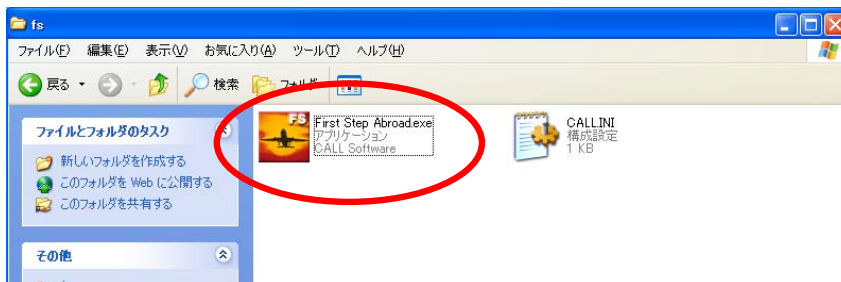 fs
ファイル(F) 編集(E) 表示(V) お気に入り(A) ツール(T) ヘルプ(H)
戻る 検索 フォルダ
ファイルとフォルダのタスク
新しいフォルダを作成する
このフォルダを Web に公開する
このフォルダを共有する
その他
FS
First Step Abroad.exe
アプリケーション
CALL Software
CALLINI
構成設定
1 KB